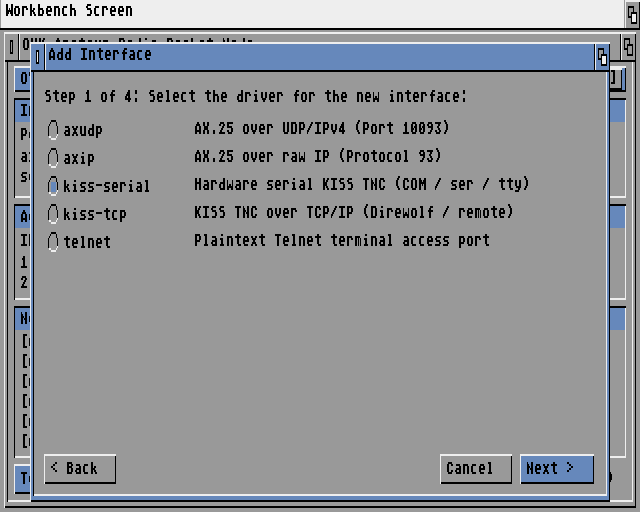 Workbench Screen
Add Interface
Step 1 of 4: Select the driver for the new interface:
axudp AX.25 over UDP/IPv4 (Port 10093)
axip AX.25 over raw IP (Protocol 93)
kiss-serial Hardware serial KISS TNC (COM / ser / tty)
kiss-tcp KISS TNC over TCP/IP (Direwolf / remote)
telnet Plaintext Telnet terminal access port
< Back Cancel Next >